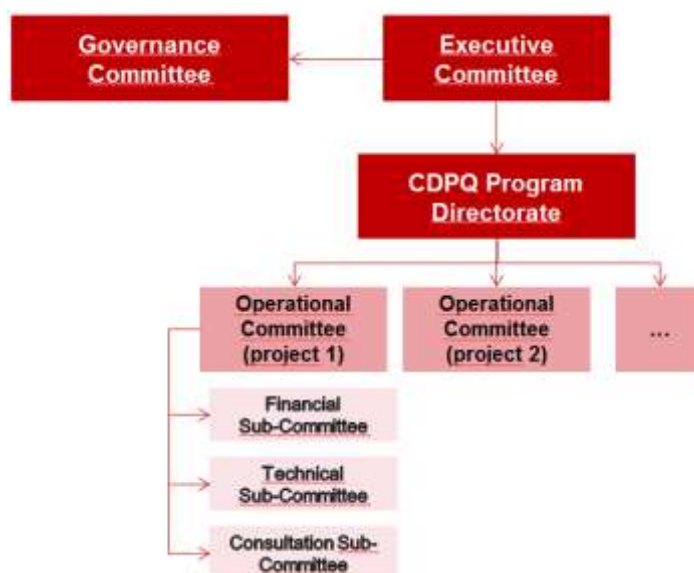 Governance
Committee
Executive
Committee
CDPQ Program
Directorate
Operational
Committee
(project 1)
Operational
Committee
(project 2)
...
Financial
Sub-Committee
Technical
Sub-Committee
Consultation Sub-
Committee